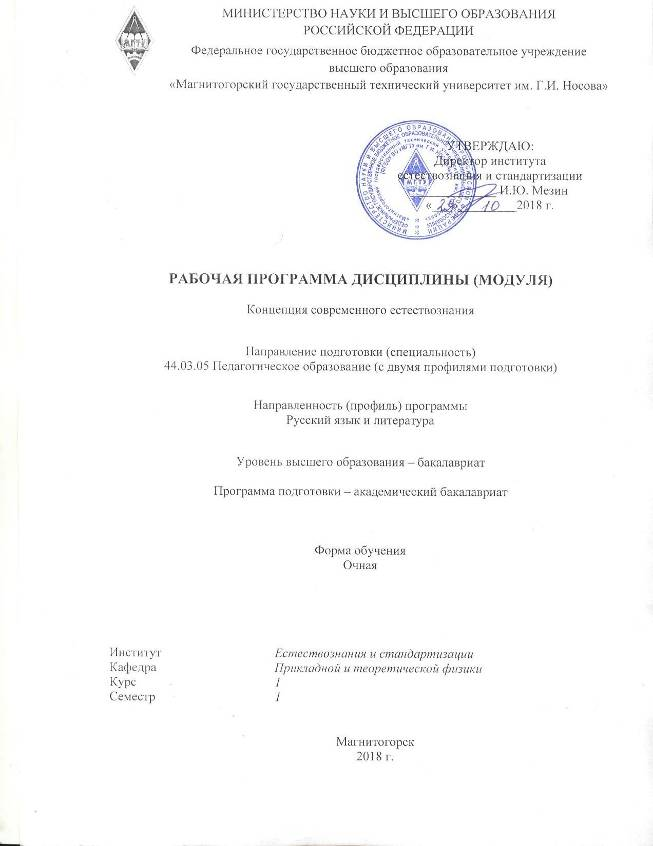 МИНИСТЕРСТВО НАУКИ И ВЫСШЕГО ОБРАЗОВАНИЯ
РОССИЙСКОЙ ФЕДЕРАЦИИ
Федеральное государственное бюджетное образовательное учреждение
высшего образования
«Магнитогорский государственный технический университет им. Г.И. Носова»
УТВЕРЖДАЮ:
Директор института
естествознания и стандартизации
И.Ю. Мезин
« 10 2018 г.
РАБОЧАЯ ПРОГРАММА ДИСЦИПЛИНЫ (МОДУЛЯ)
Концепция современного естествознания
Направление подготовки (специальность)
44.03.05 Педагогическое образование (с двумя профилями подготовки)
Направленность (профиль) программы
Русский язык и литература
Уровень высшего образования – бакалавриат
Программа подготовки – академический бакалавриат
Форма обучения
Очная
Институт Естествознания и стандартизации
Кафедра Прикладной и теоретической физики
Курс 1
Семестр 1
Магнитогорск
2018 г.